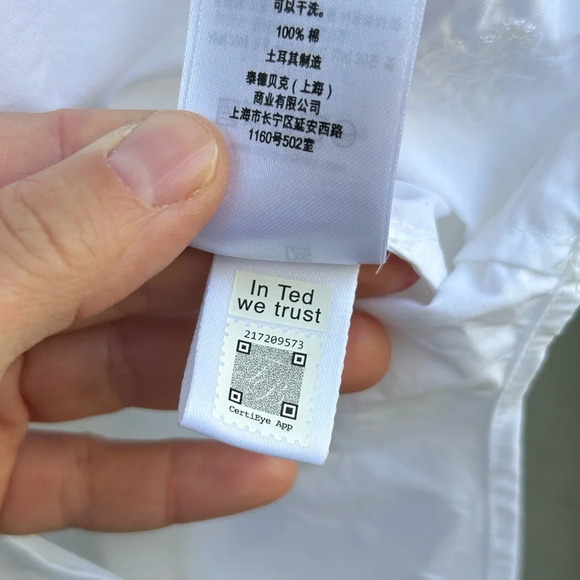 可以干洗。
100% 棉
土耳其制造
泰德贝克（上海）
商业有限公司
上海市长宁区延安西路
1160号502室
In Ted
we trust
217209573
CertiEye App